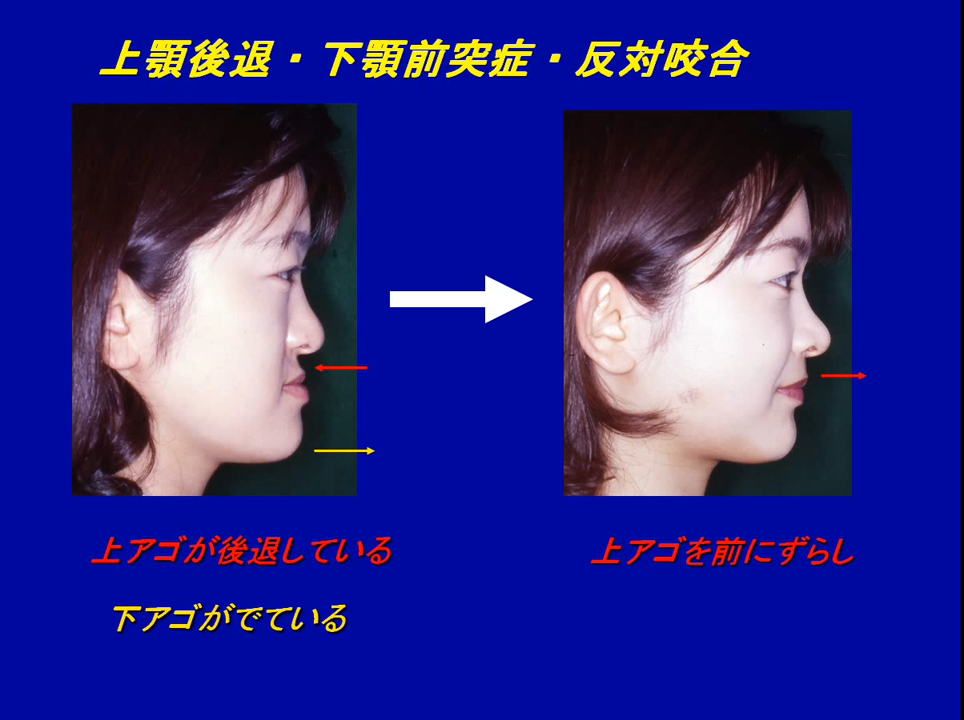 上顎後退・下顎前突症・反対咬合
上アゴが後退している
上アゴを前にずらし
下アゴがでている